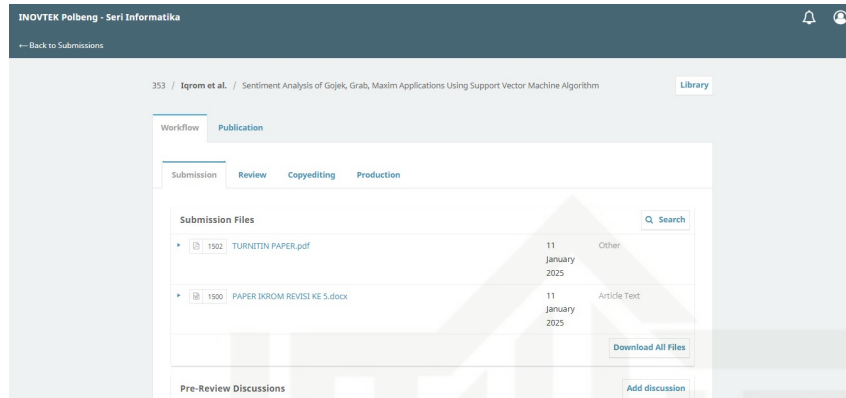 INOVTEK Polbeng - Seri Informatika
← Back to Submissions
353 / Iqrom et al. / Sentiment Analysis of Gojek, Grab, Maxim Applications Using Support Vector Machine Algorithm
Library
Workflow Publication
Submission Review Copyediting Production
Submission Files
Search
1502 TURNITIN PAPER.pdf 11 Other
January
2025
1500 PAPER IKROM REVISI KE 5.docx 11 Article Text
January
2025
Download All Files
Pre-Review Discussions
Add discussion